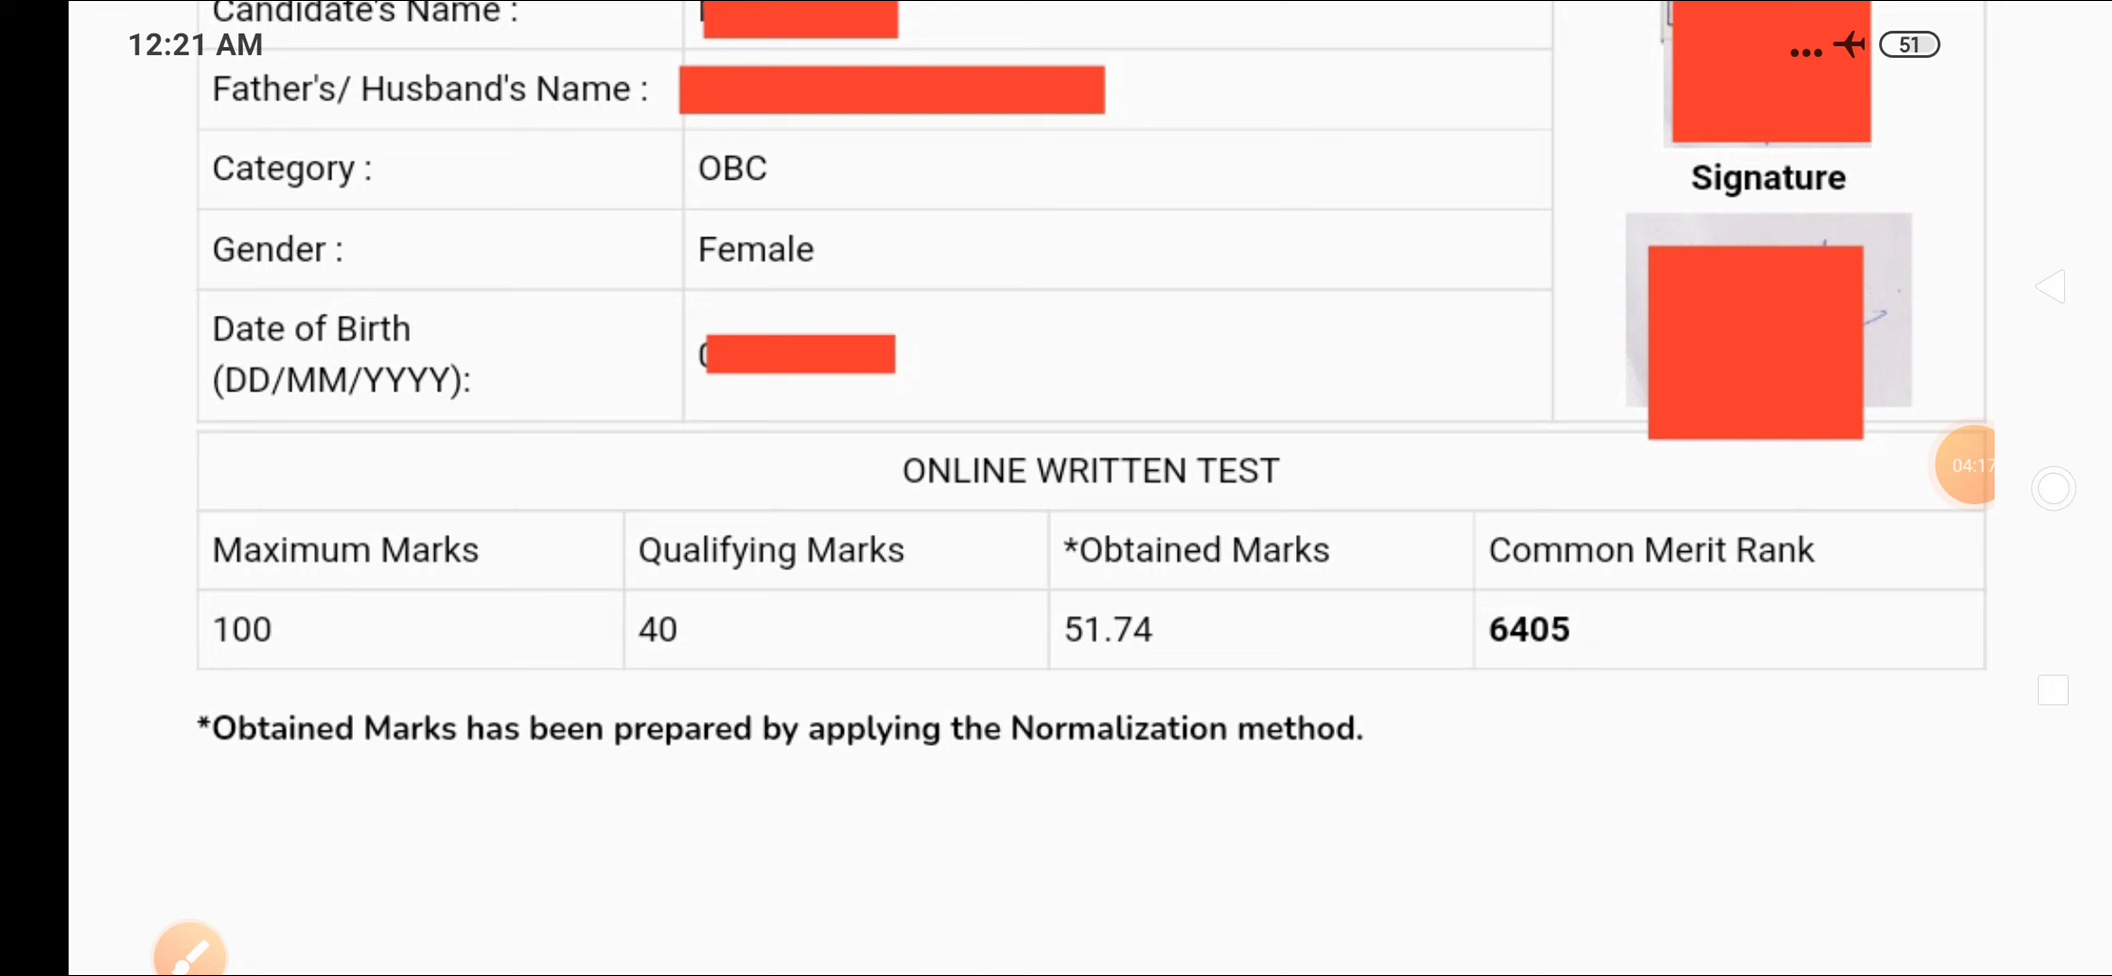 Candidate's Name :
12:21 AM
51
Father's/ Husband's Name :
Category :
OBC
Signature
Gender :
Female
Date of Birth
(DD/MM/YYYY):
04:17
ONLINE WRITTEN TEST
Maximum Marks
Qualifying Marks
*Obtained Marks
Common Merit Rank
100
40
51.74
6405
*Obtained Marks has been prepared by applying the Normalization method.